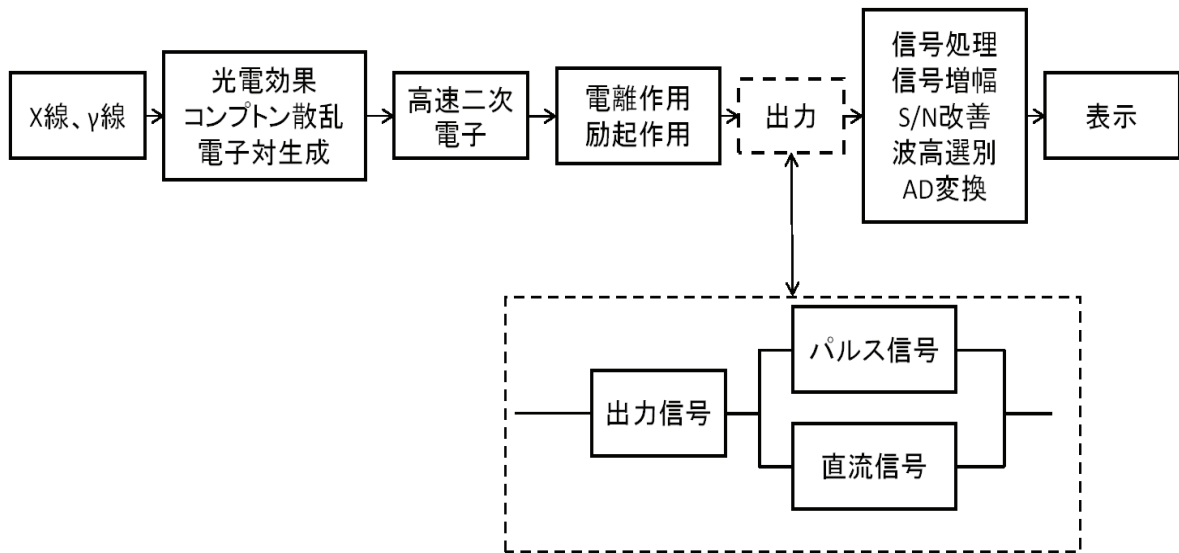 X線、γ線
光電効果
コンプトン散乱
電子対生成
高速二次
電子
電離作用
励起作用
出力
信号処理
信号増幅
S/N改善
波高選別
AD変換
表示
出力信号
パルス信号
直流信号